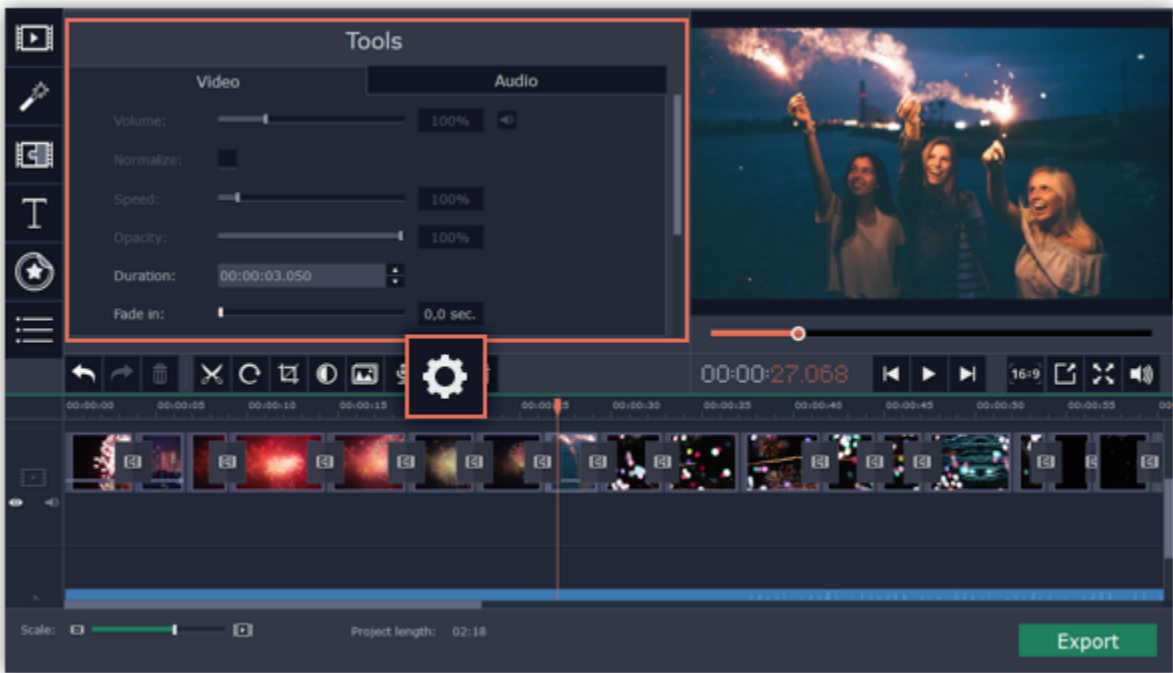 Tools
Video
Audio
Volume:
100%
Normalize:
Speed:
100%
Opacity:
100%
Duration:
00:00:03.050
Fade in:
0,0 sec.
T
00:00:27.068
16:9
00:00:00
00:00:05
00:00:10
00:00:15
00:00:30
00:00:35
00:00:40
00:00:45
00:00:50
00:00:55
Scale:
Project length: 02:18
Export